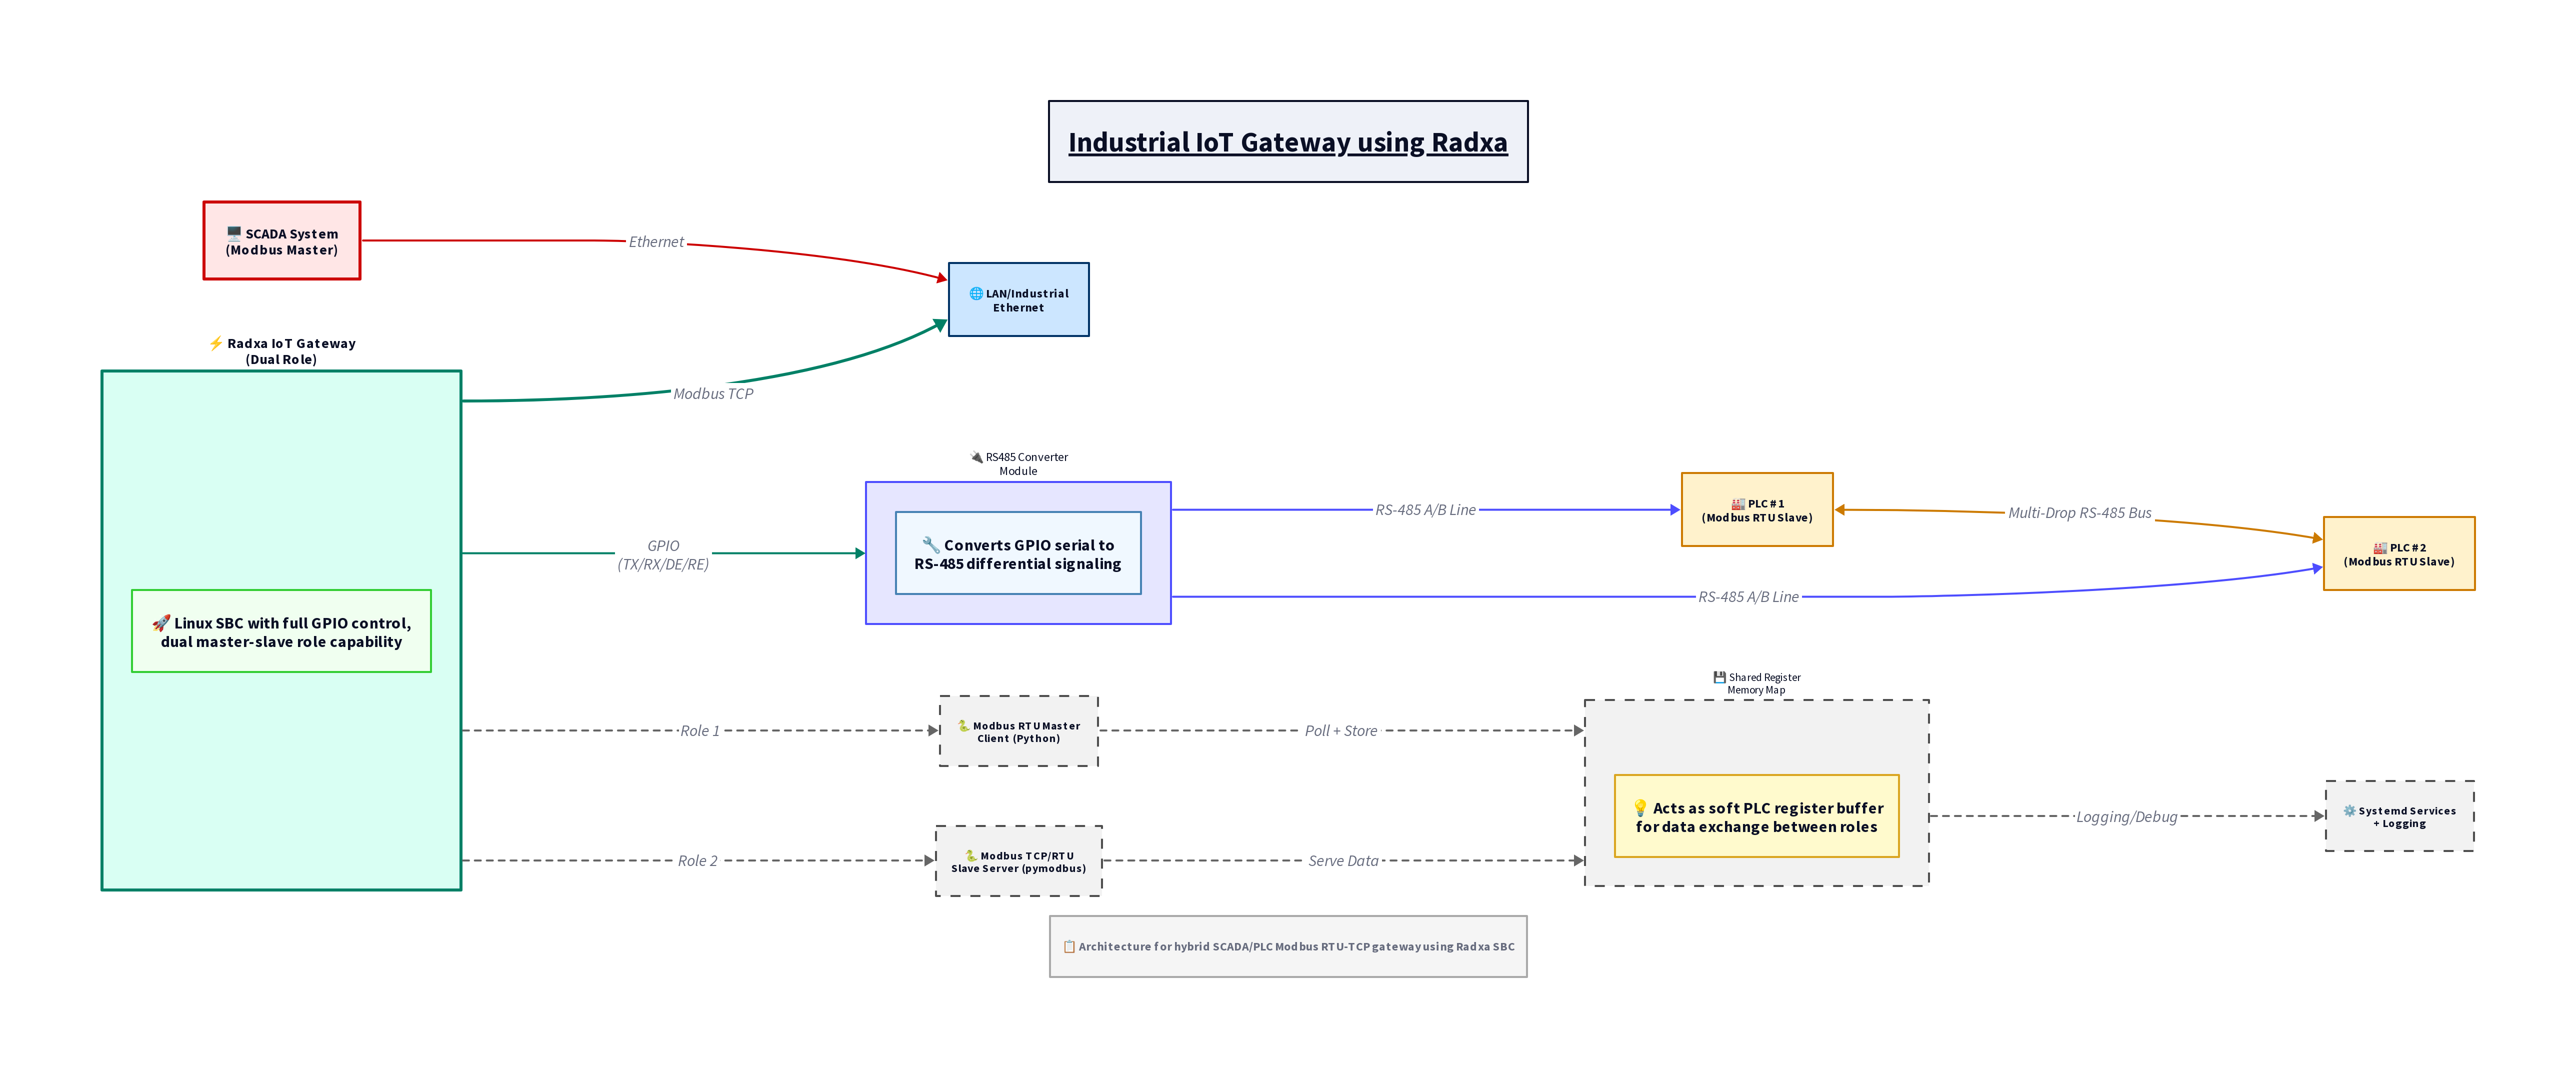 Industrial IoT Gateway using Radxa
🖥️ SCADA System
(Modbus Master)
Ethernet
🌐 LAN/Industrial
Ethernet
⚡ Radxa IoT Gateway
(Dual Role)
Modbus TCP
🔌 RS485 Converter
Module
RS-485 A/B Line
🏭 PLC #1
(Modbus RTU Slave)
Multi-Drop RS-485 Bus
🏭 PLC #2
(Modbus RTU Slave)
GPIO
(TX/RX/DE/RE)
🔧 Converts GPIO serial to
RS-485 differential signaling
RS-485 A/B Line
🚀 Linux SBC with full GPIO control,
dual master-slave role capability
💾 Shared Register
Memory Map
Role 1
🐍 Modbus RTU Master
Client (Python)
Poll + Store
💡 Acts as soft PLC register buffer
for data exchange between roles
Logging/Debug
⚙️ Systemd Services
+ Logging
Role 2
🐍 Modbus TCP/RTU
Slave Server (pymodbus)
Serve Data
📋 Architecture for hybrid SCADA/PLC Modbus RTU-TCP gateway using Radxa SBC